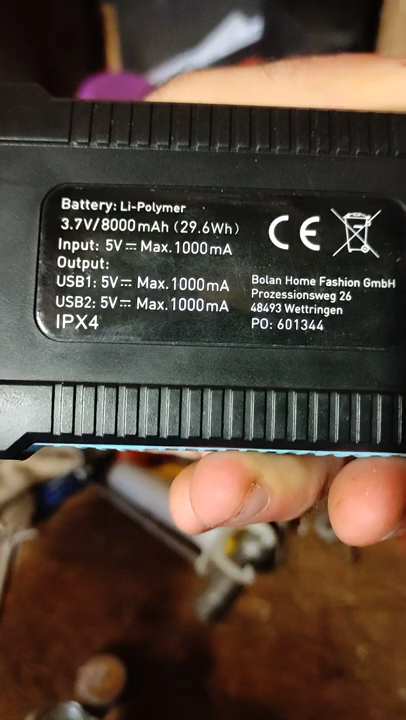 Battery: Li-Polymer
3.7V/8000mAh (29.6Wh)
Input: 5V⎓Max.1000mA
Output:
USB1: 5V⎓Max.1000mA
USB2: 5V⎓Max.1000mA
IPX4
CE
Bolan Home Fashion GmbH
Prozessionsweg 26
48493 Wettringen
PO: 601344